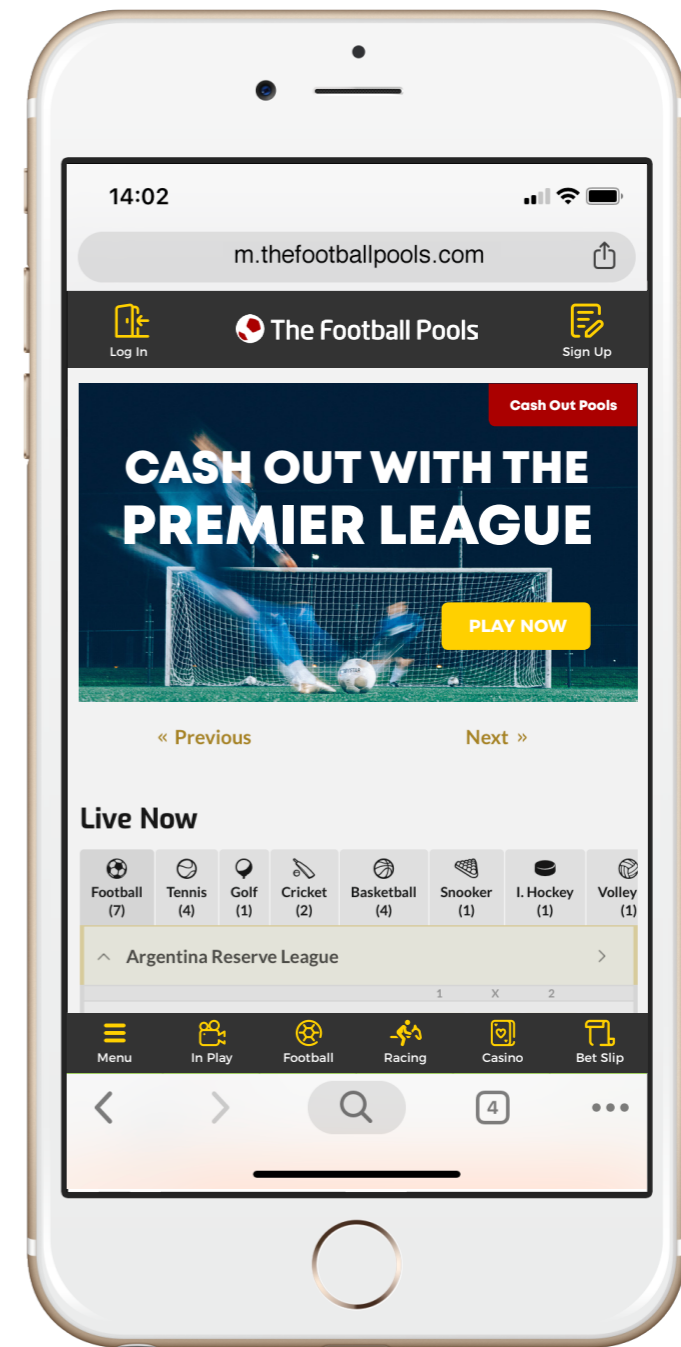 14:02
m.thefootballpools.com
Log In
The Football Pools
Sign Up
Cash Out Pools
CASH OUT WITH THE
PREMIER LEAGUE
PLAY NOW
« Previous
Next »
Live Now
Football Tennis Golf Cricket Basketball Snooker I. Hockey Volley
(7) (4) (1) (2) (4) (1) (1) (1)
Argentina Reserve League
1 X 2
Menu In Play Football Racing Casino Bet Slip
4